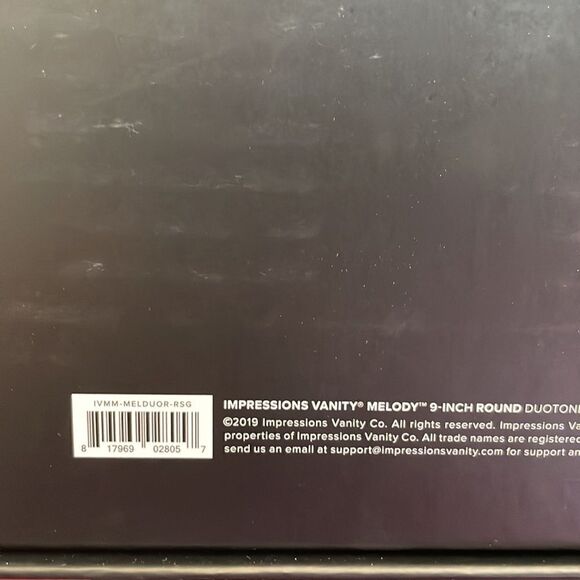 IVMM-MELDUOR-RSG
8 17969 02805 7
IMPRESSIONS VANITY® MELODY™ 9-INCH ROUND DUOTONE
©2019 Impressions Vanity Co. All rights reserved. Impressions Va
properties of Impressions Vanity Co. All trade names are registered
send us an email at support@impressionsvanity.com for support an